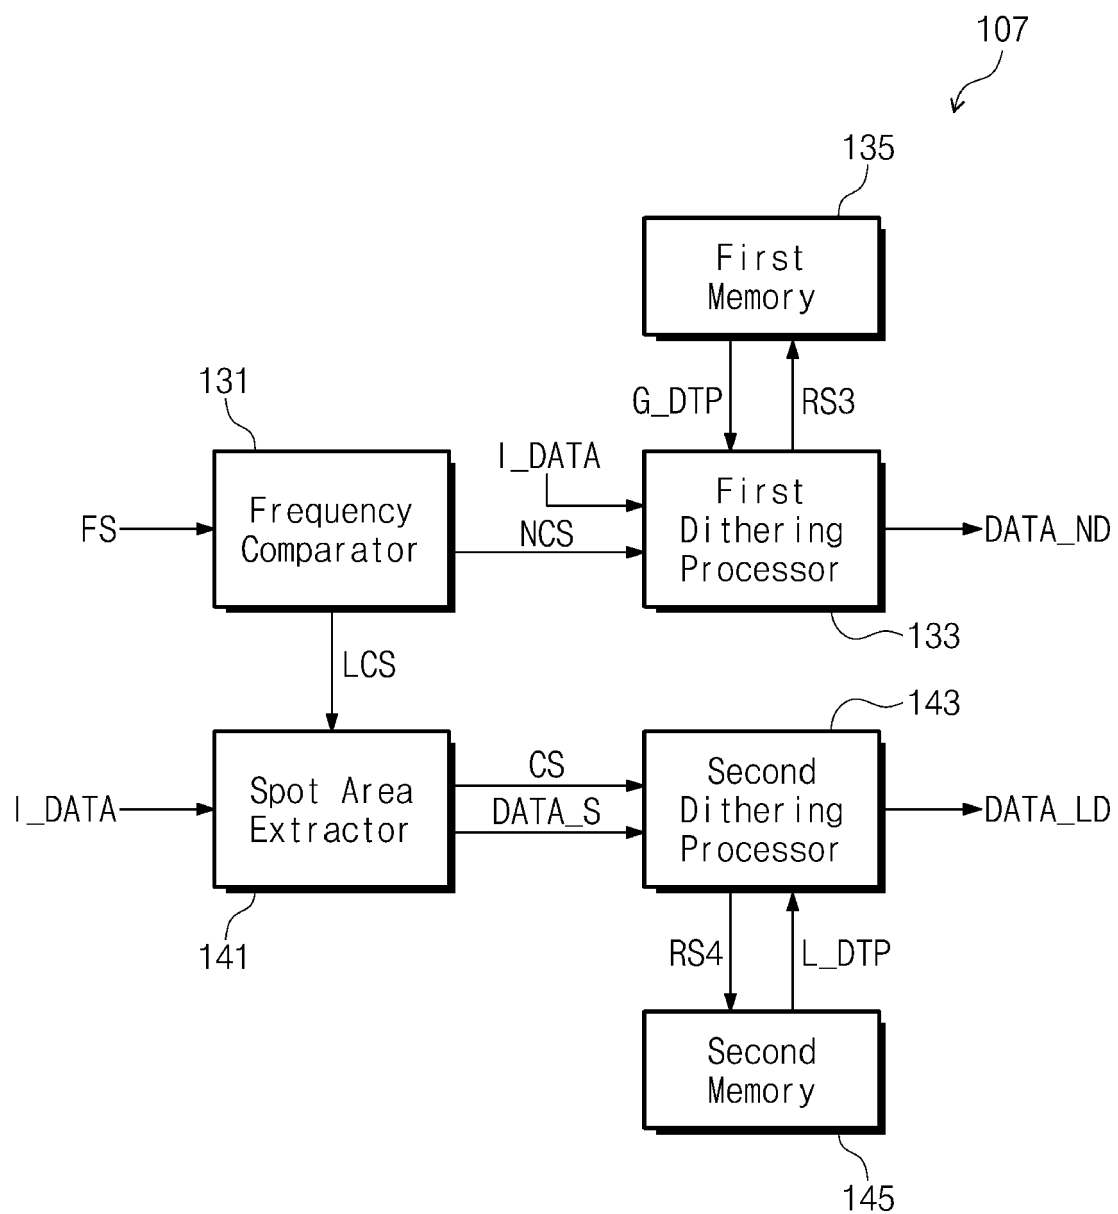 107
135
First
Memory
131
G_DTP
RS3
I_DATA
First
Dithering
Processor
Frequency
Comparator
FS
NCS
DATA_ND
133
LCS
143
CS
Second
Dithering
Processor
Spot Area
Extractor
I_DATA
DATA_S
DATA_LD
141
RS4
L_DTP
Second
Memory
145